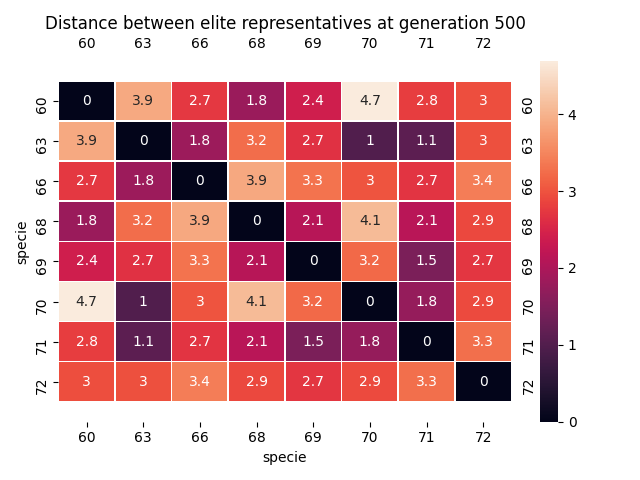 Distance between elite representatives at generation 500
60 63 66 68 69 70 71 72
60 0 3.9 2.7 1.8 2.4 4.7 2.8 3 60
63 3.9 0 1.8 3.2 2.7 1 1.1 3 63
66 2.7 1.8 0 3.9 3.3 3 2.7 3.4 66
68 1.8 3.2 3.9 0 2.1 4.1 2.1 2.9 68
69 2.4 2.7 3.3 2.1 0 3.2 1.5 2.7 69
70 4.7 1 3 4.1 3.2 0 1.8 2.9 70
71 2.8 1.1 2.7 2.1 1.5 1.8 0 3.3 71
72 3 3 3.4 2.9 2.7 2.9 3.3 0 72
60 63 66 68 69 70 71 72
specie
specie
4
3
2
1
0